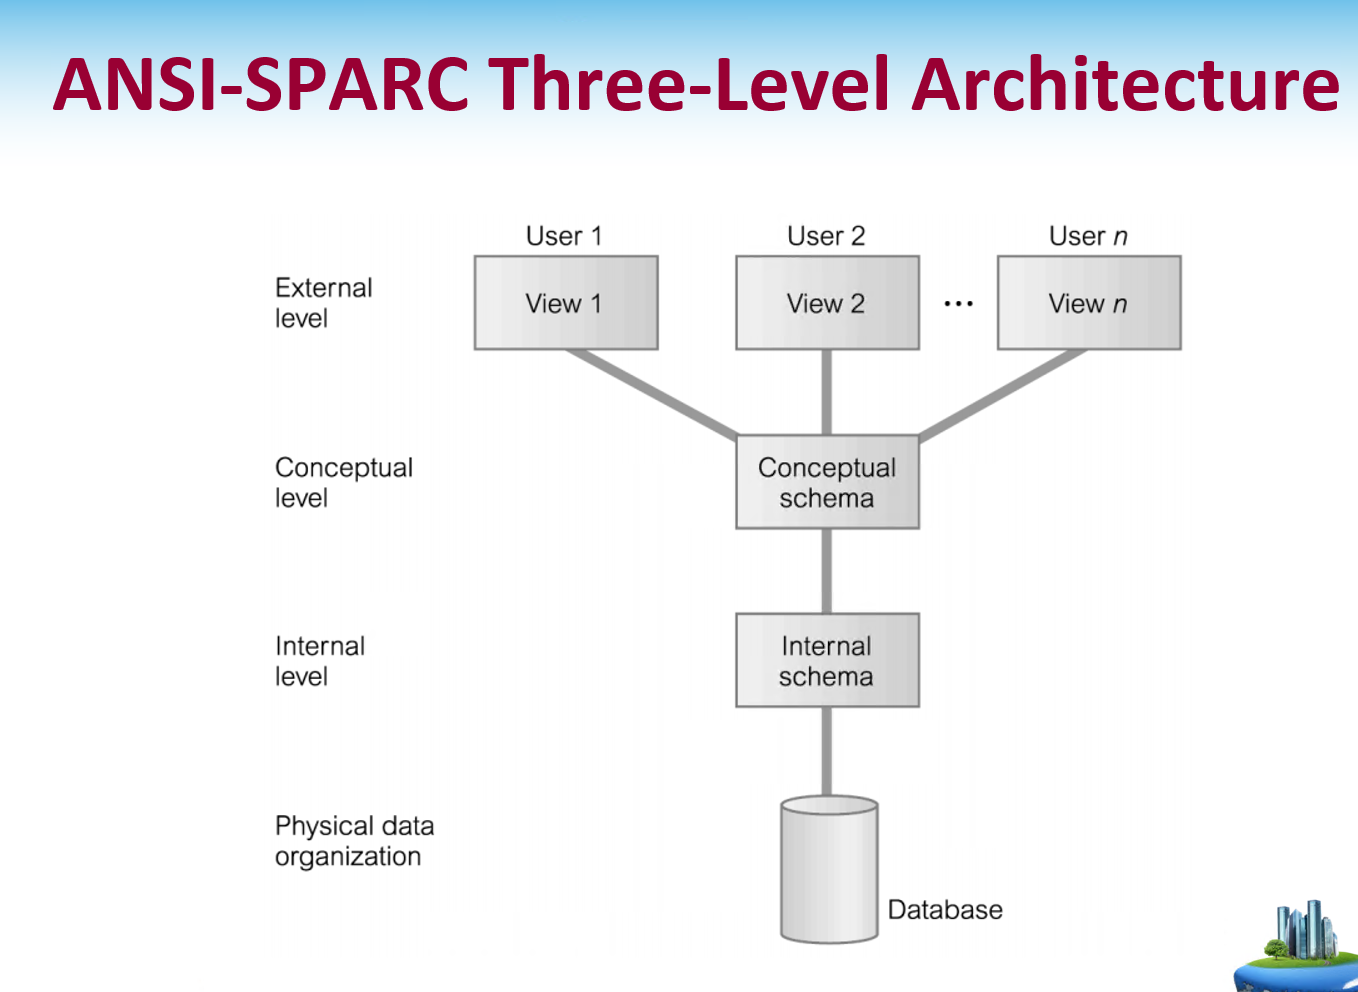 ANSI-SPARC Three-Level Architecture
User 1
User 2
User n
External
level
View 1
View 2
...
View n
Conceptual
level
Conceptual
schema
Internal
level
Internal
schema
Physical data
organization
Database